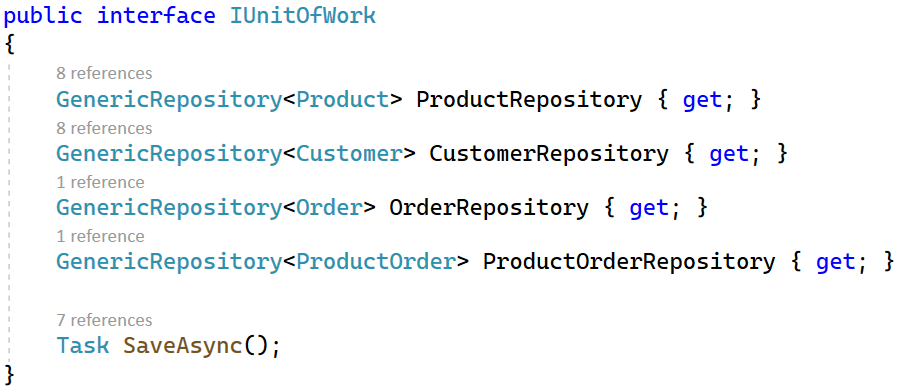 public interface IUnitOfWork
{
8 references
GenericRepository<Product> ProductRepository { get; }
8 references
GenericRepository<Customer> CustomerRepository { get; }
1 reference
GenericRepository<Order> OrderRepository { get; }
1 reference
GenericRepository<ProductOrder> ProductOrderRepository { get; }
7 references
Task SaveAsync();
}